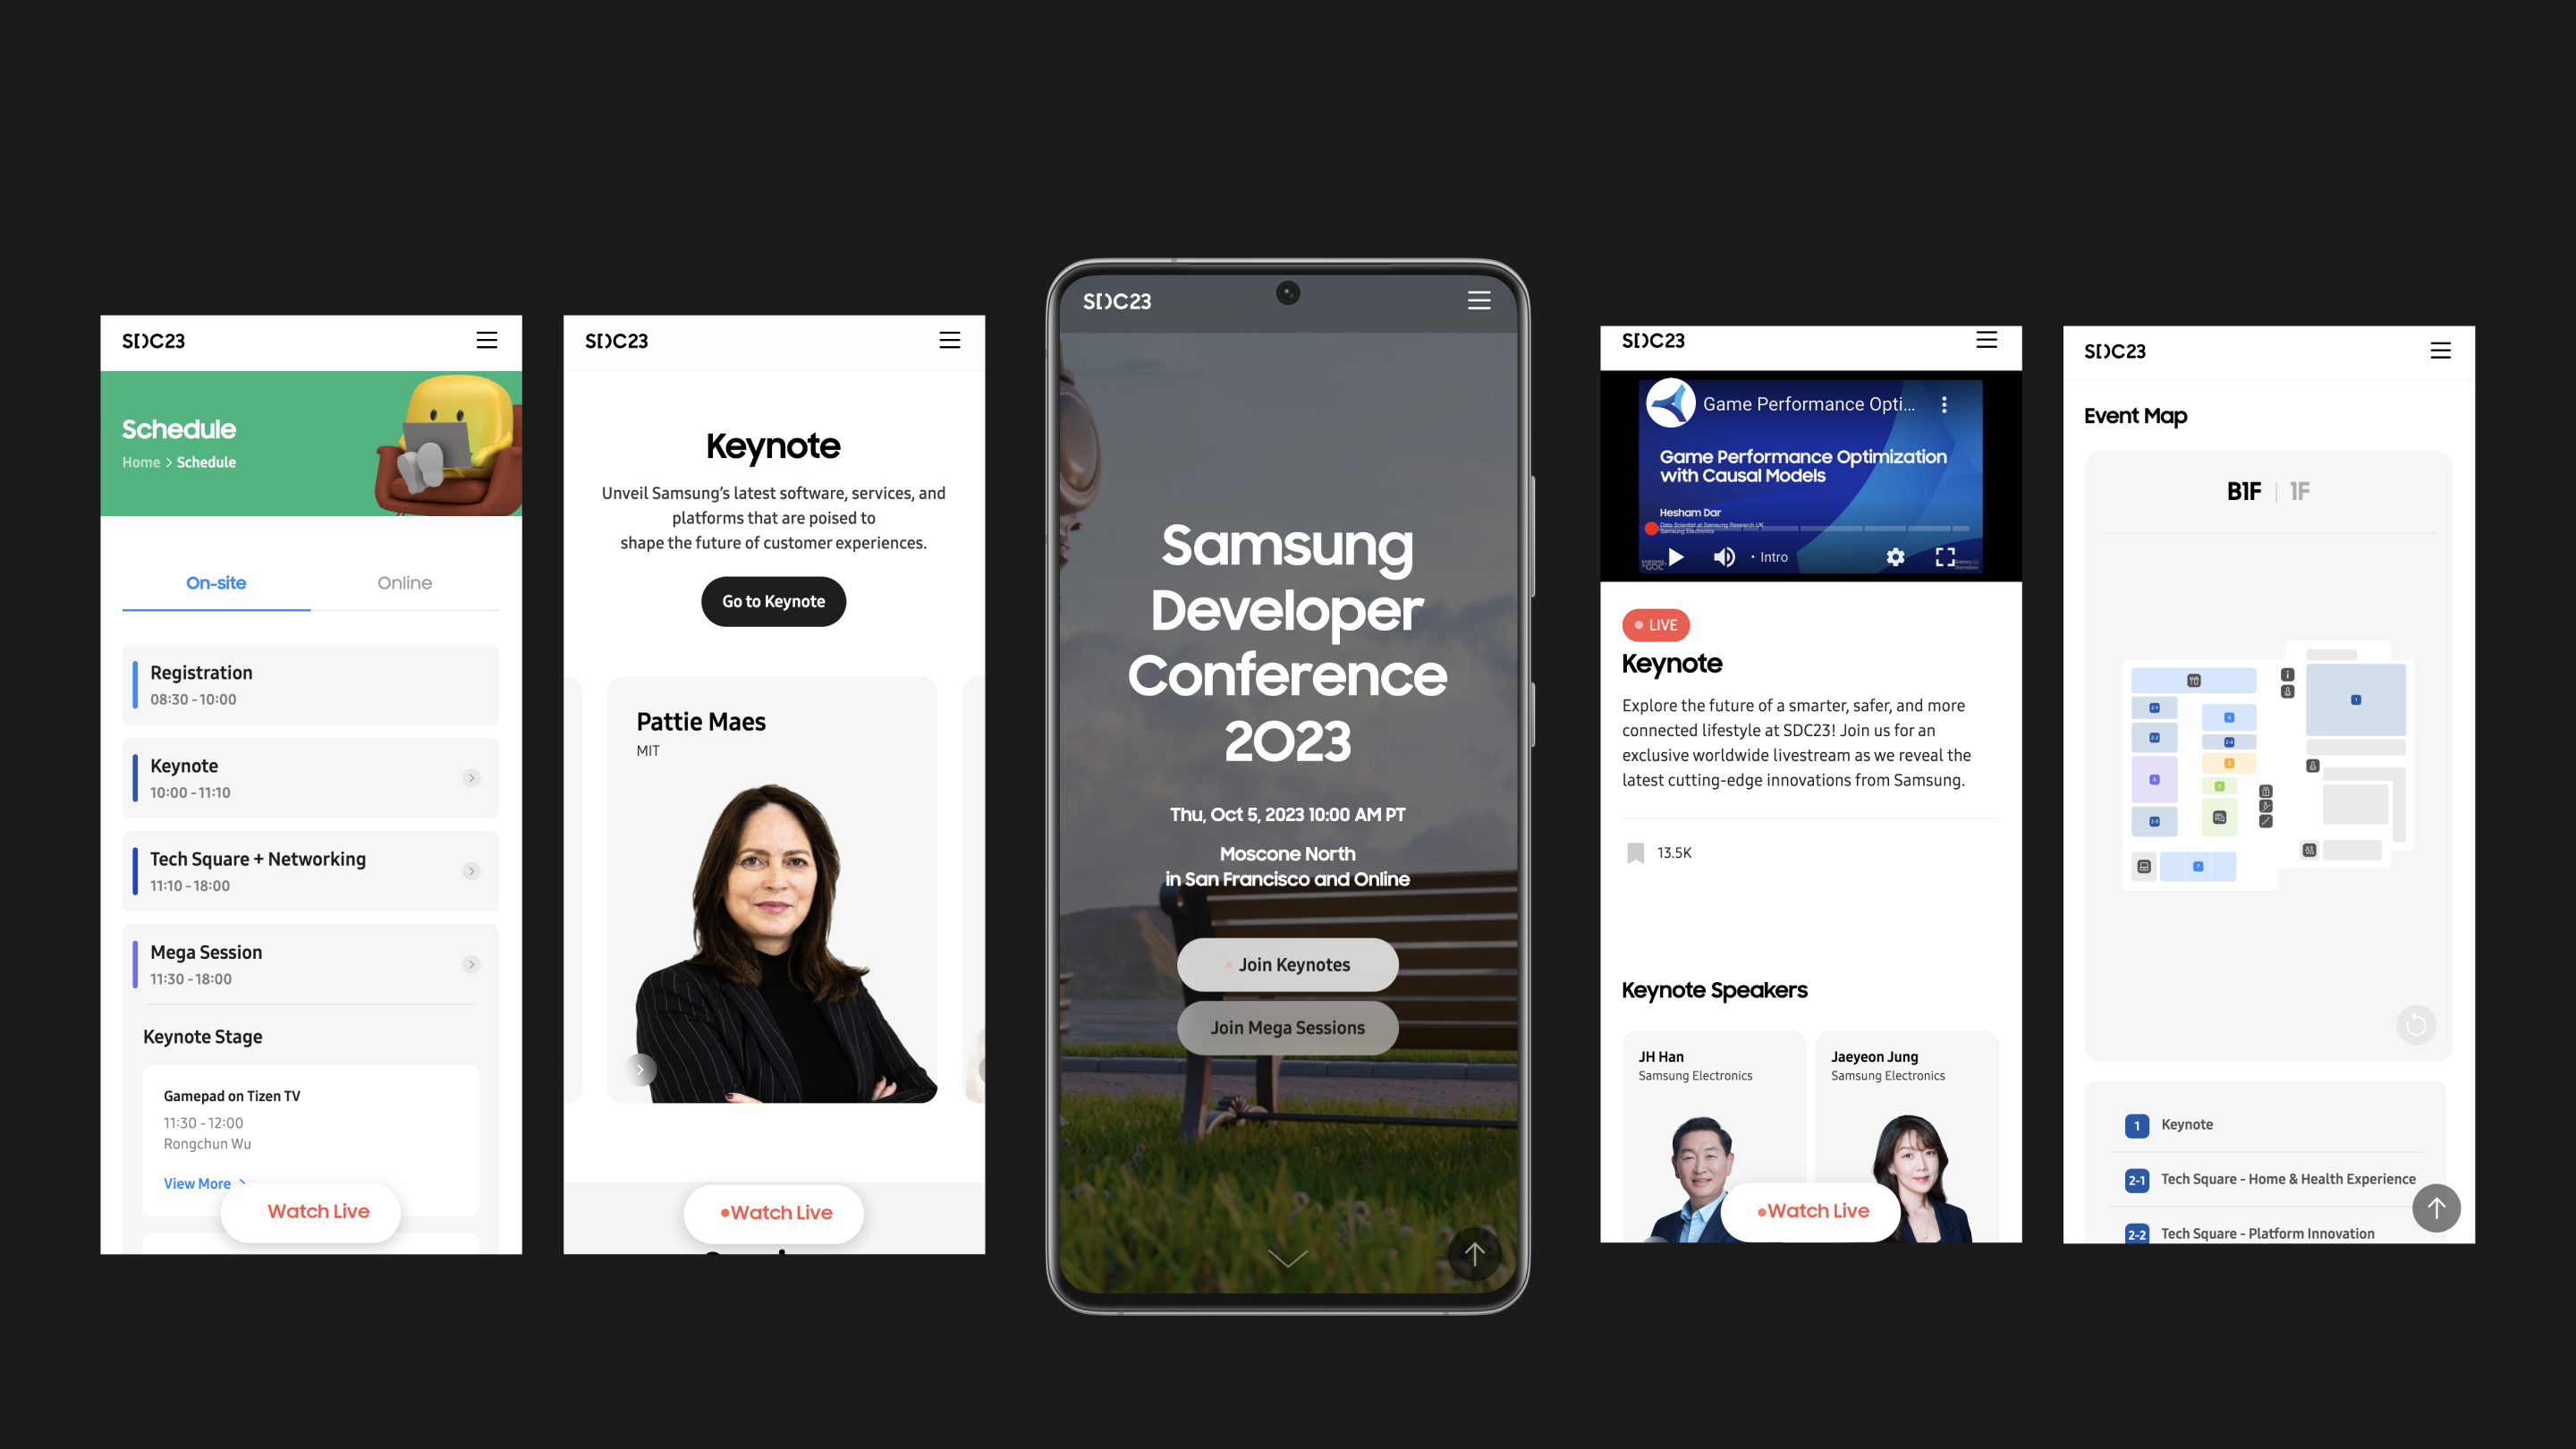 SDC23
Schedule
Home > Schedule
On-site
Online
Registration
08:30 - 10:00
Keynote
10:00 - 11:10
Tech Square + Networking
11:10 - 18:00
Mega Session
11:30 - 18:00
Keynote Stage
Gamepad on Tizen TV
11:30 - 12:00
Rongchun Wu
View More >
Watch Live
SDC23
Keynote
Unveil Samsung's latest software, services, and
platforms that are poised to
shape the future of customer experiences.
Go to Keynote
Pattie Maes
MIT
Watch Live
SDC23
Samsung
Developer
Conference
2023
Thu, Oct 5, 2023 10:00 AM PT
Moscone North
in San Francisco and Online
Join Keynotes
Join Mega Sessions
SDC23
Game Performance Opti...
Game Performance Optimization
with Causal Models
Hesham Dar
Data Scientist at Samsung Research UK
Samsung Electronics
Intro
LIVE
Keynote
Explore the future of a smarter, safer, and more
connected lifestyle at SDC23! Join us for an
exclusive worldwide livestream as we reveal the
latest cutting-edge innovations from Samsung.
13.5K
Keynote Speakers
JH Han
Samsung Electronics
Jaeyeon Jung
Samsung Electronics
Watch Live
SDC23
Event Map
B1F | 1F
1 Keynote
2-1 Tech Square - Home & Health Experience
2-2 Tech Square - Platform Innovation